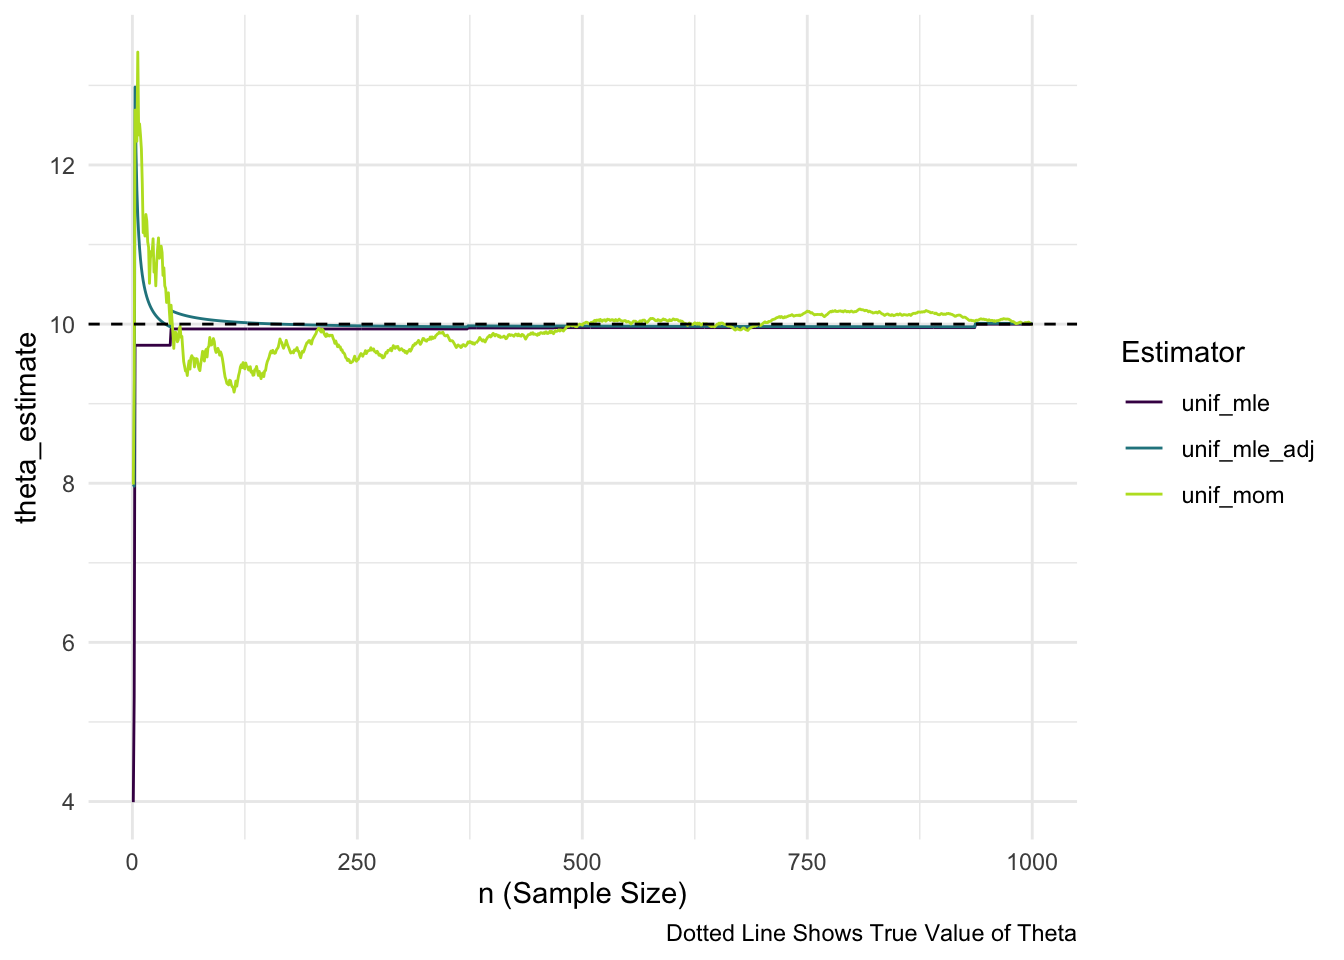 theta_estimate
12
10
8
6
4
0
250
500
750
1000
n (Sample Size)
Dotted Line Shows True Value of Theta
Estimator
unif_mle
unif_mle_adj
unif_mom